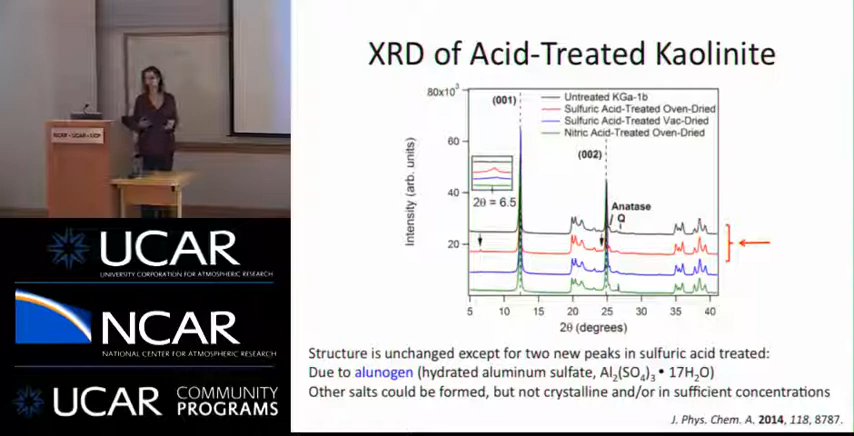 XRD of Acid-Treated Kaolinite
80x10³
60
40
20
Intensity (arb. units)
(001)
(002)
Untreated KGa-1b
Sulfuric Acid-Treated Oven-Dried
Sulfuric Acid-Treated Vac-Dried
Nitric Acid-Treated Oven-Dried
2θ = 6.5
Anatase
Q
5 10 15 20 25 30 35 40
2θ (degrees)
Structure is unchanged except for two new peaks in sulfuric acid treated:
Due to alunogen (hydrated aluminum sulfate, Al₂(SO₄)₃ • 17H₂O)
Other salts could be formed, but not crystalline and/or in sufficient concentrations
J. Phys. Chem. A. 2014, 118, 8787.
NCAR • UCAR • UCP
UCAR
UNIVERSITY CORPORATION FOR ATMOSPHERIC RESEARCH
NCAR
NATIONAL CENTER FOR ATMOSPHERIC RESEARCH
UCAR
COMMUNITY
PROGRAMS